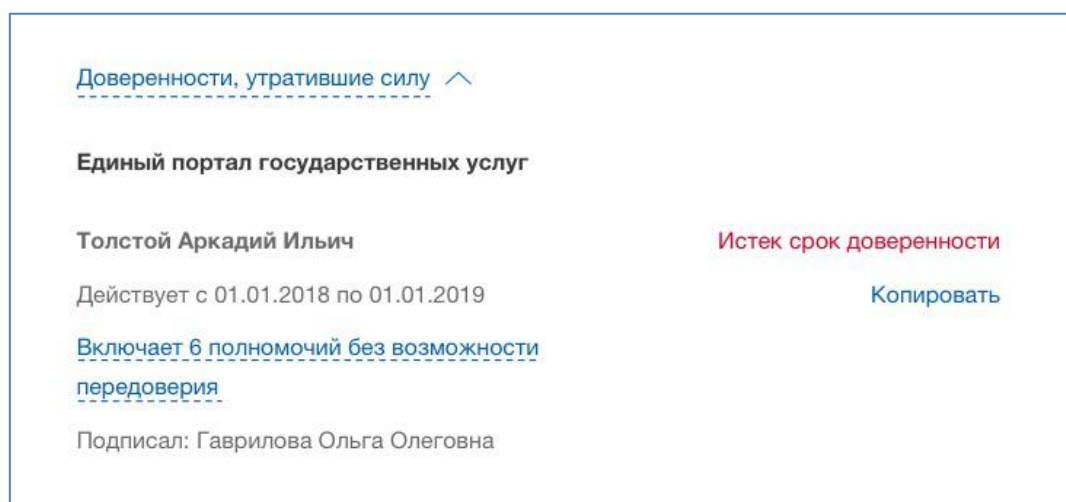 Доверенности, утратившие силу
Единый портал государственных услуг
Толстой Аркадий Ильич
Истек срок доверенности
Действует с 01.01.2018 по 01.01.2019
Копировать
Включает 6 полномочий без возможности
передоверия
Подписал: Гаврилова Ольга Олеговна